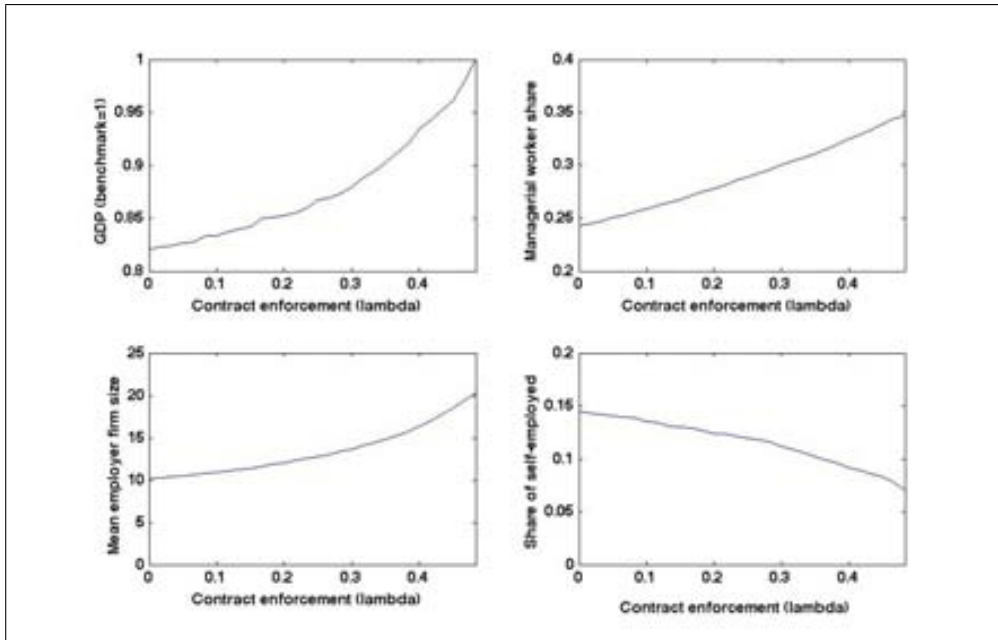 GDP (benchmark=1)
1
0.95
0.9
0.85
0.8
0 0.1 0.2 0.3 0.4
Contract enforcement (lambda)
Managerial worker share
0.4
0.35
0.3
0.25
0.2
0 0.1 0.2 0.3 0.4
Contract enforcement (lambda)
Mean employer firm size
25
20
15
10
5
0
0 0.1 0.2 0.3 0.4
Contract enforcement (lambda)
Share of self-employed
0.2
0.15
0.1
0.05
0
0 0.1 0.2 0.3 0.4
Contract enforcement (lambda)